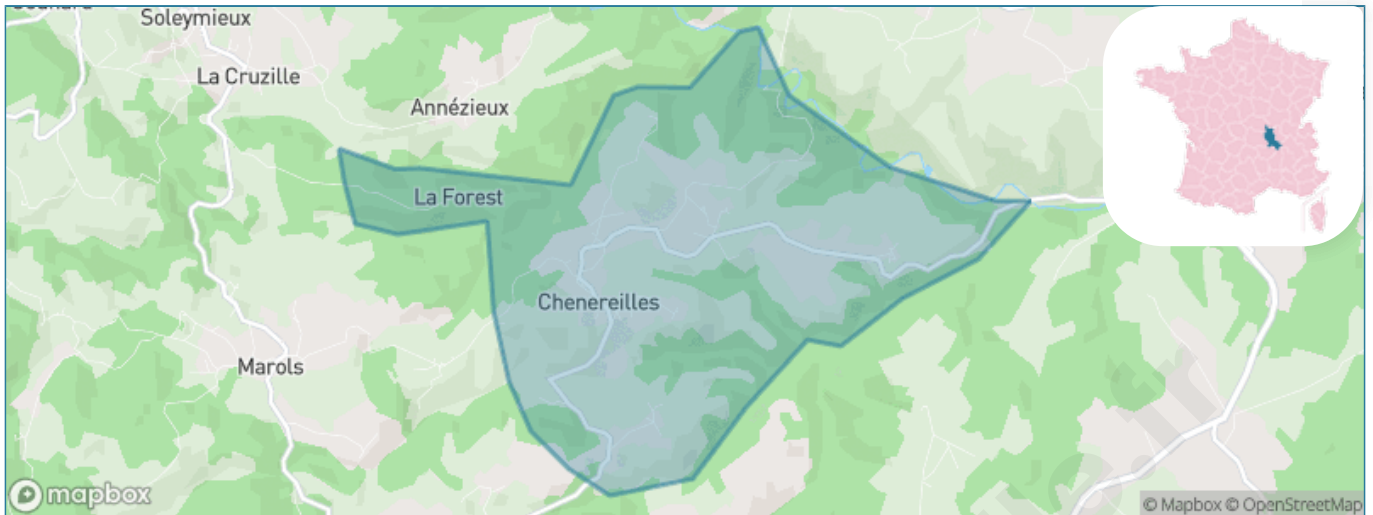 Soleymieux
La Cruzille
Annézieux
La Forest
Chenereilles
Marols
mapbox
© Mapbox © OpenStreetMap